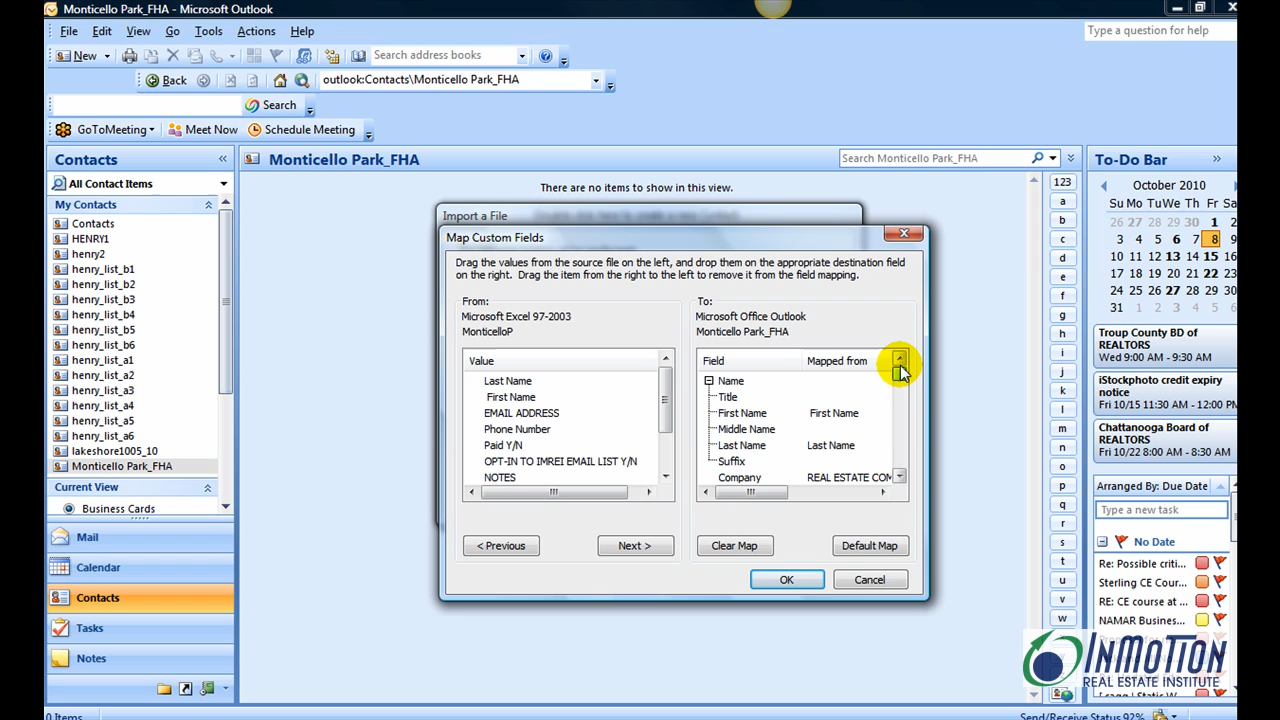 Monticello Park_FHA - Microsoft Outlook
File Edit View Go Tools Actions Help
Type a question for help
New Search address books
Back outlook:Contacts\Monticello Park_FHA
Search
GoToMeeting Meet Now Schedule Meeting
Contacts «
All Contact Items
My Contacts
Contacts
HENRY1
henry2
henry_list_b1
henry_list_b2
henry_list_b3
henry_list_b4
henry_list_b5
henry_list_b6
henry_list_a1
henry_list_a2
henry_list_a3
henry_list_a4
henry_list_a5
henry_list_a6
lakeshore1005_10
Monticello Park_FHA
Current View
Business Cards
Mail
Calendar
Contacts
Tasks
Notes
0 Items
Monticello Park_FHA
Search Monticello Park_FHA
There are no items to show in this view.
Import a File
Map Custom Fields
Drag the values from the source file on the left, and drop them on the appropriate destination field
on the right. Drag the item from the right to the left to remove it from the field mapping.
From:
Microsoft Excel 97-2003
MonticelloP
Value
Last Name
First Name
EMAIL ADDRESS
Phone Number
Paid Y/N
OPT-IN TO IMREI EMAIL LIST Y/N
NOTES
To:
Microsoft Office Outlook
Monticello Park_FHA
Field Mapped from
Name
Title
First Name First Name
Middle Name
Last Name Last Name
Suffix
Company REAL ESTATE COM
< Previous Next > Clear Map Default Map
OK Cancel
123
a
b
c
d
e
f
g
h
i
j
k
l
m
n
o
p
q
r
s
t
u
v
w
To-Do Bar »
October 2010
Su Mo Tu We Th Fr Sa
26 27 28 29 30 1 2
3 4 5 6 7 8 9
10 11 12 13 14 15 16
17 18 19 20 21 22 23
24 25 26 27 28 29 30
31 1 2 3 4 5 6
Troup County BD of
REALTORS
Wed 9:00 AM - 9:30 AM
iStockphoto credit expiry
notice
Fri 10/15 11:30 AM - 12:00 PM
Chattanooga Board of
REALTORS
Fri 10/22 8:00 AM - 8:30 AM
Arranged By: Due Date
Type a new task
No Date
Re: Possible criti...
Sterling CE Cour...
RE: CE course at ...
NAMAR Business...
INMOTION
REAL ESTATE INSTITUTE
Send/Receive Status 92%